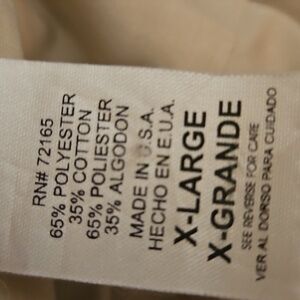 RN# 72165
65% POLYESTER
35% COTTON
65% POLIESTER
35% ALGODON
MADE IN U.S.A.
HECHO EN E.U.A.
X-LARGE
X-GRANDE
SEE REVERSE FOR CARE
VER AL DORSO PARA CUIDADO